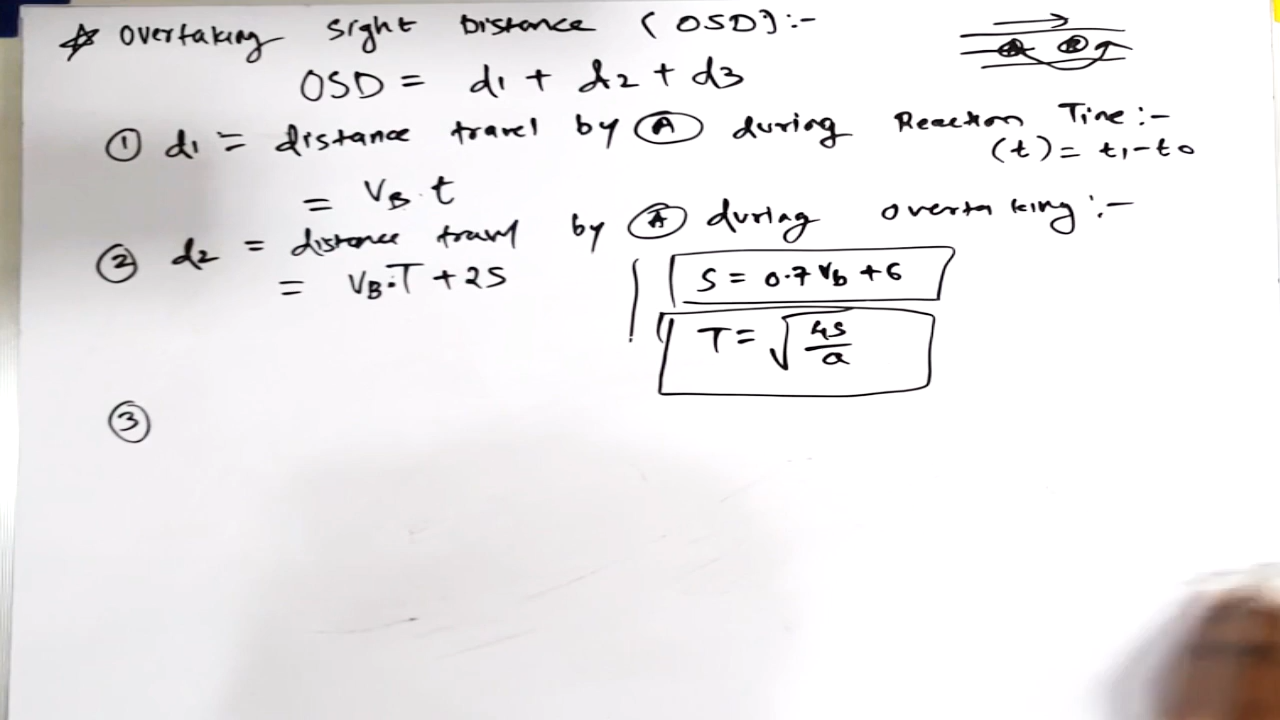 ☆ Overtaking Sight Distance (OSD):-
OSD = d1 + d2 + d3
① d1 = distance travel by Ⓐ during Reaction Time:-
(t) = t1-t0
= VB.t
② d2 = distance travl by Ⓐ during overtaking:-
= VB.T + 2S
S = 0.7 Vb + 6
T = √(4s/a)
③